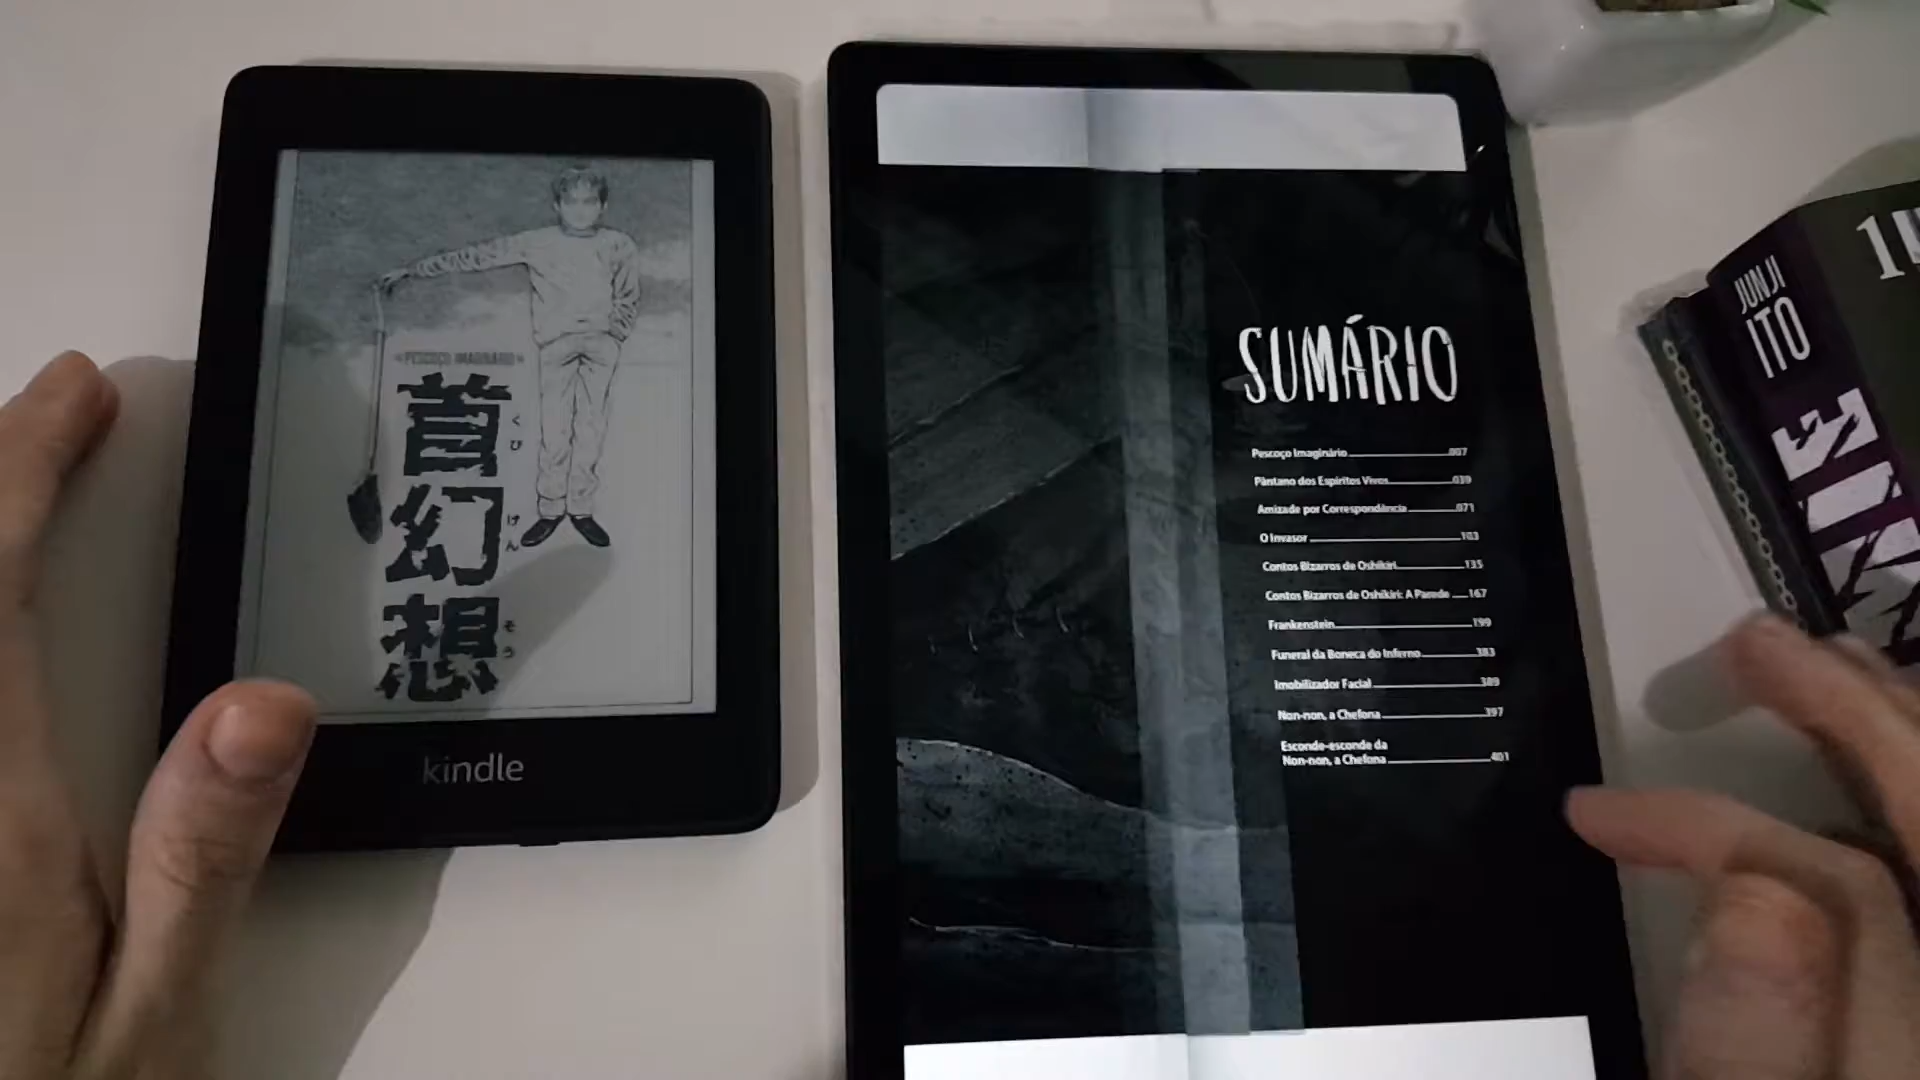 «PESCOÇO IMAGINÁRIO»
首幻想
くび
げん
そう
kindle
SUMÁRIO
Pescoço Imaginário 007
Pântano dos Espíritos Vivos 039
Amizade por Correspondência 071
O Invasor 103
Contos Bizarros de Oshikiri 135
Contos Bizarros de Oshikiri: A Parede 167
Frankenstein 199
Funeral da Boneca do Inferno 383
Imobilizador Facial 389
Non-non, a Chefona 397
Esconde-esconde da
Non-non, a Chefona 401
JUNJI
ITO